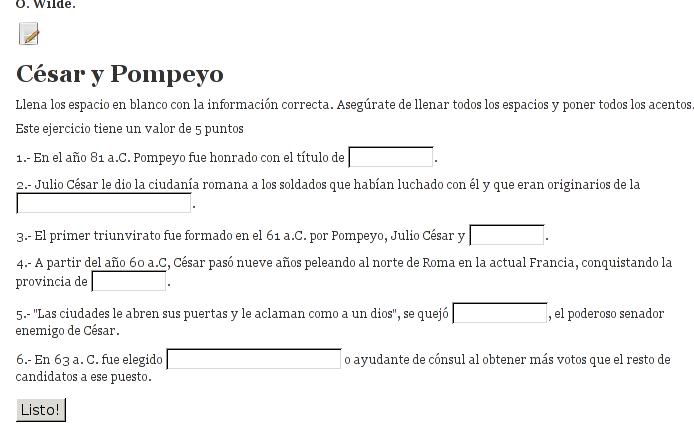 O. Wilde.
César y Pompeyo
Llena los espacio en blanco con la información correcta. Asegúrate de llenar todos los espacios y poner todos los acentos.
Este ejercicio tiene un valor de 5 puntos
1.- En el año 81 a.C. Pompeyo fue honrado con el título de .
2.- Julio César le dio la ciudanía romana a los soldados que habían luchado con él y que eran originarios de la
.
3.- El primer triunvirato fue formado en el 61 a.C. por Pompeyo, Julio César y .
4.- A partir del año 60 a.C, César pasó nueve años peleando al norte de Roma en la actual Francia, conquistando la
provincia de .
5.- "Las ciudades le abren sus puertas y le aclaman como a un dios", se quejó , el poderoso senador
enemigo de César.
6.- En 63 a. C. fue elegido o ayudante de cónsul al obtener más votos que el resto de
candidatos a ese puesto.
Listo!